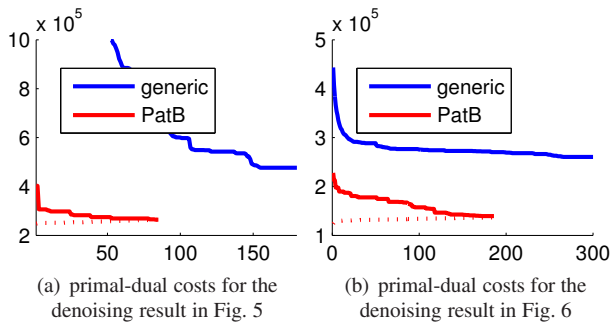 x 10^5
10
8
6
4
2
50
100
150
generic
PatB
(a) primal-dual costs for the
denoising result in Fig. 5
x 10^5
5
4
3
2
1
0
100
200
300
generic
PatB
(b) primal-dual costs for the
denoising result in Fig. 6